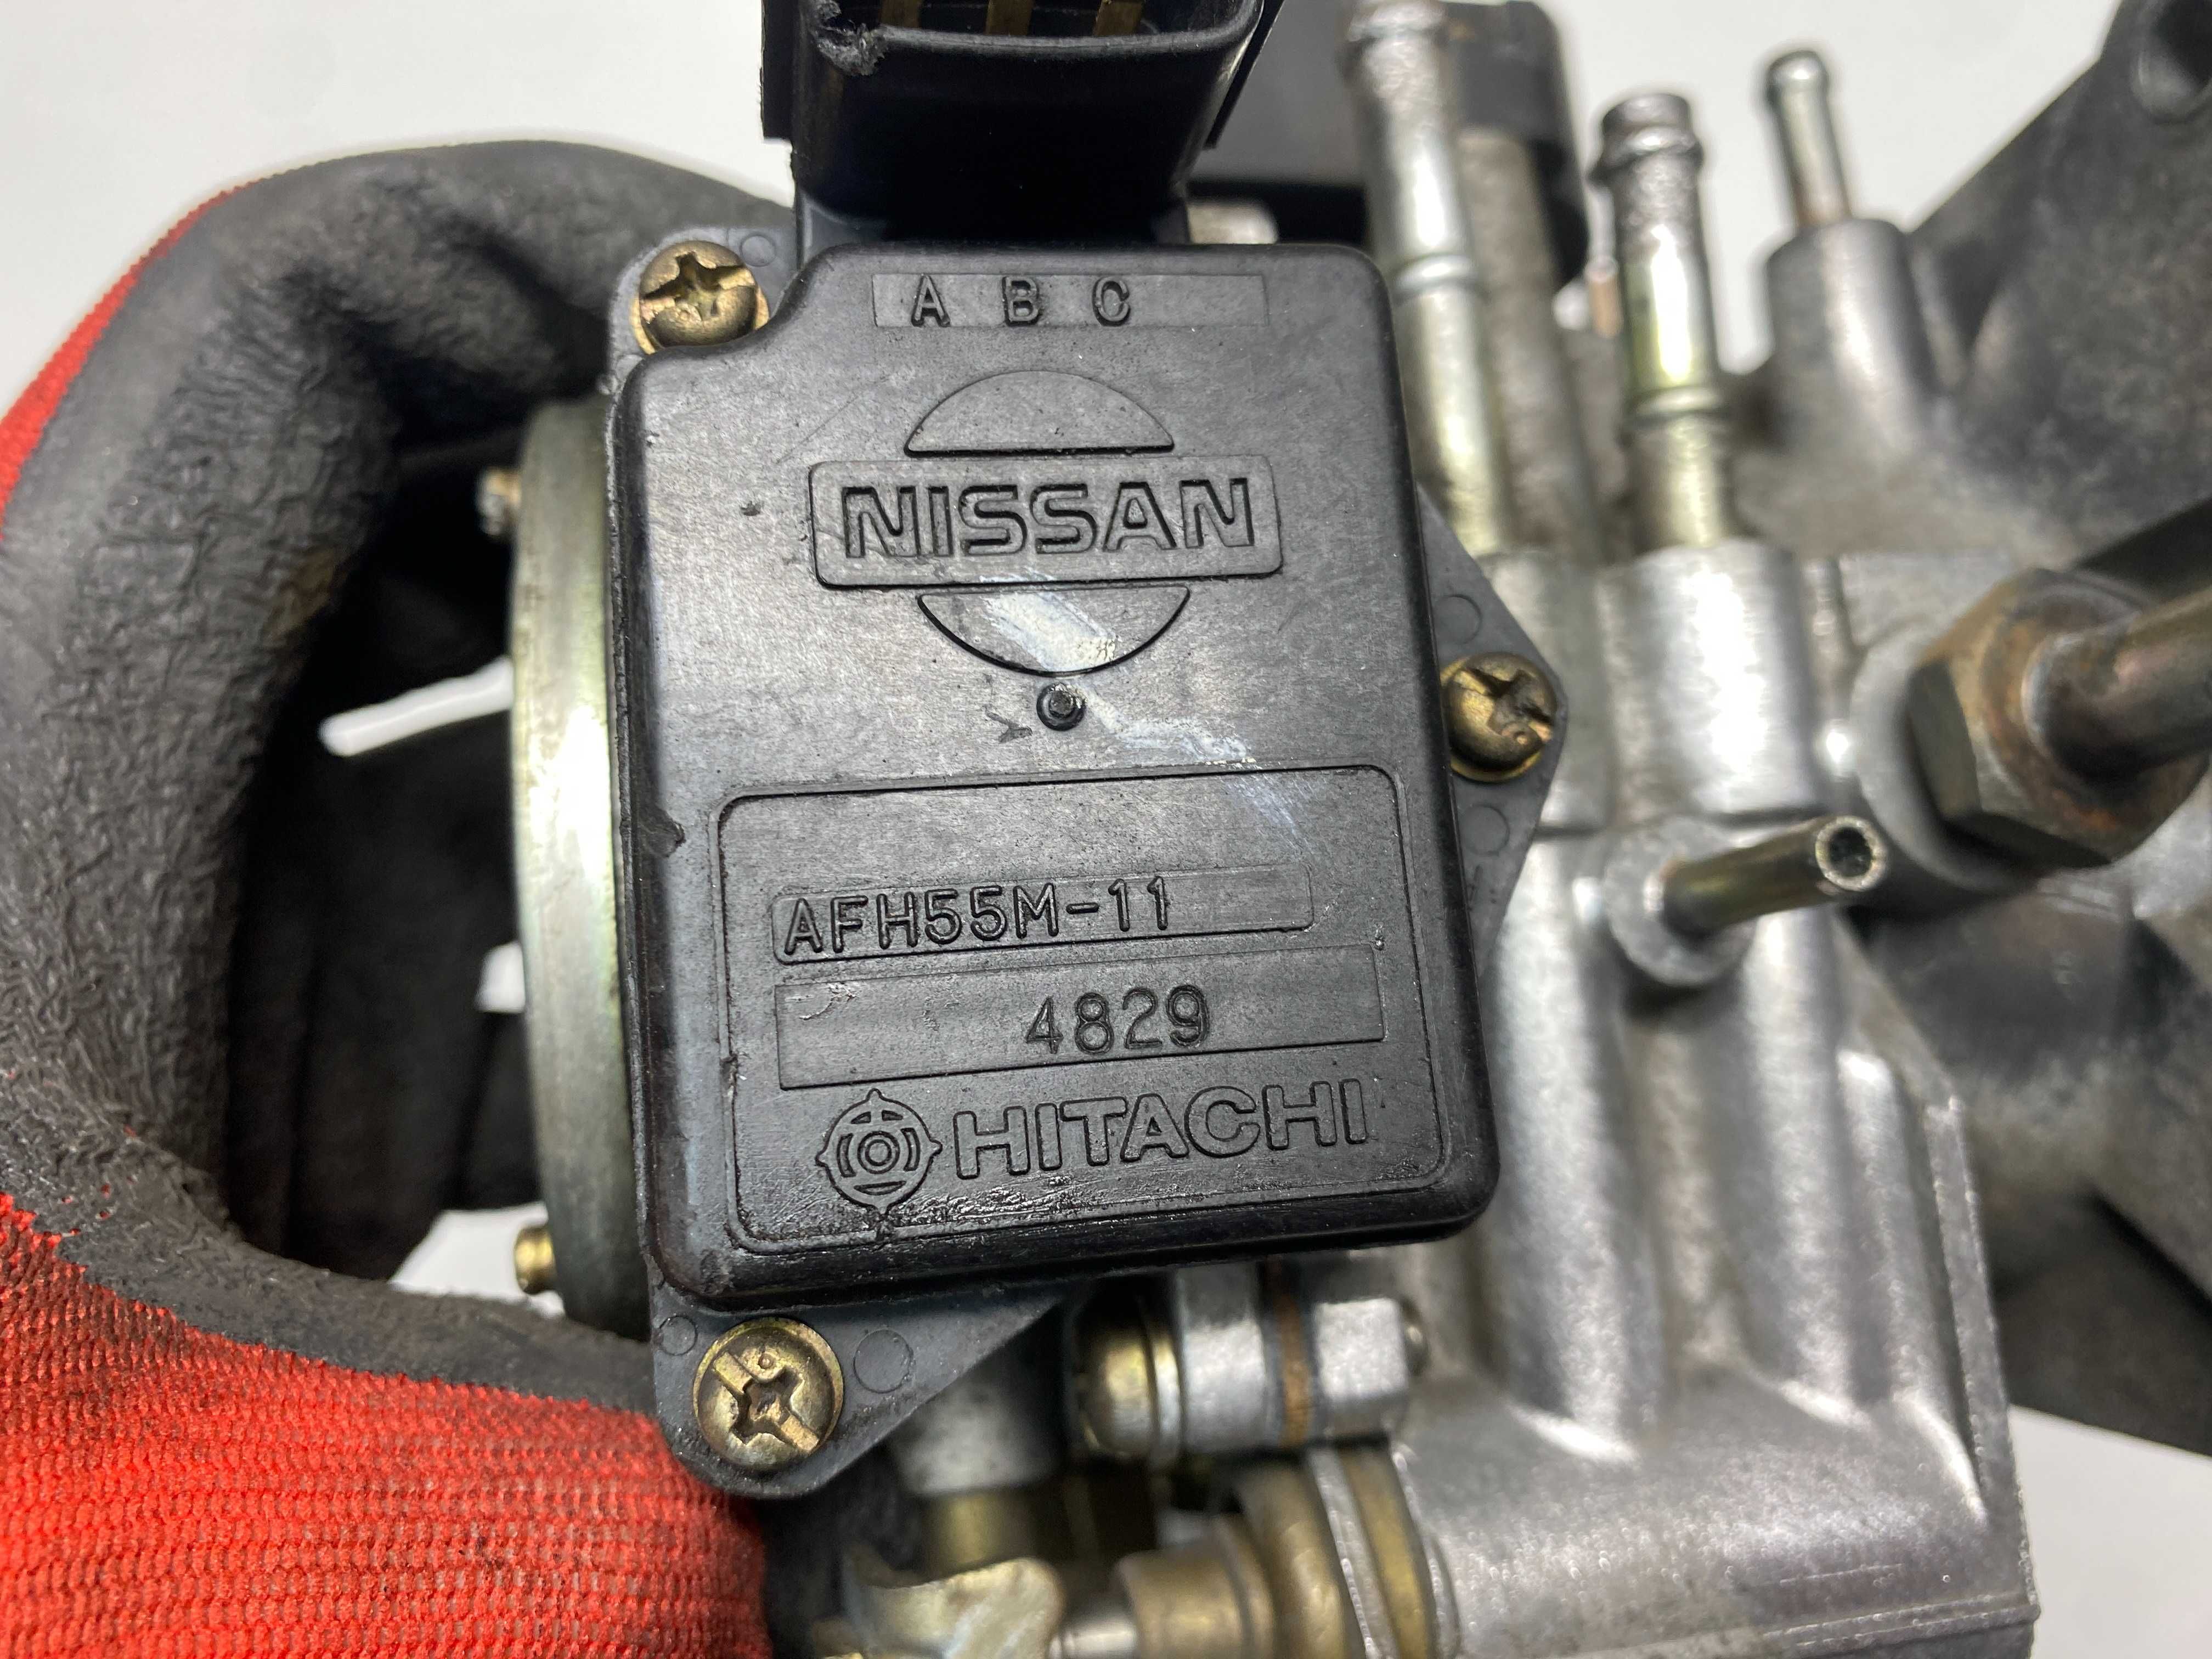 A B C
NISSAN
AFH55M-11
4829
HITACHI